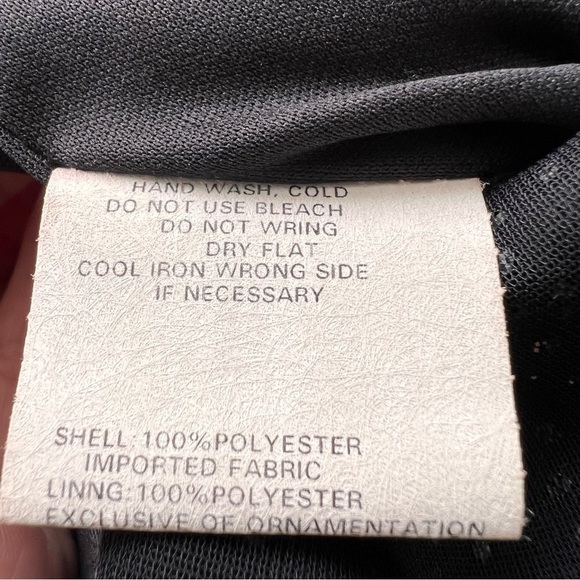 HAND WASH, COLD
DO NOT USE BLEACH
DO NOT WRING
DRY FLAT
COOL IRON WRONG SIDE
IF NECESSARY
SHELL:100%POLYESTER
IMPORTED FABRIC
LINNG:100%POLYESTER
EXCLUSIVE OF ORNAMENTATION